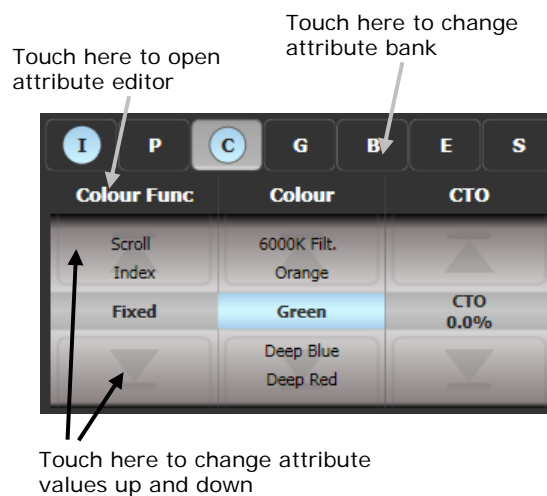 Touch here to change
attribute bank
Touch here to open
attribute editor
I P C G B E S
Colour Func Colour CTO
Scroll 6000K Filt.
Index Orange
Fixed Green CTO
0.0%
Deep Blue
Deep Red
Touch here to change attribute
values up and down